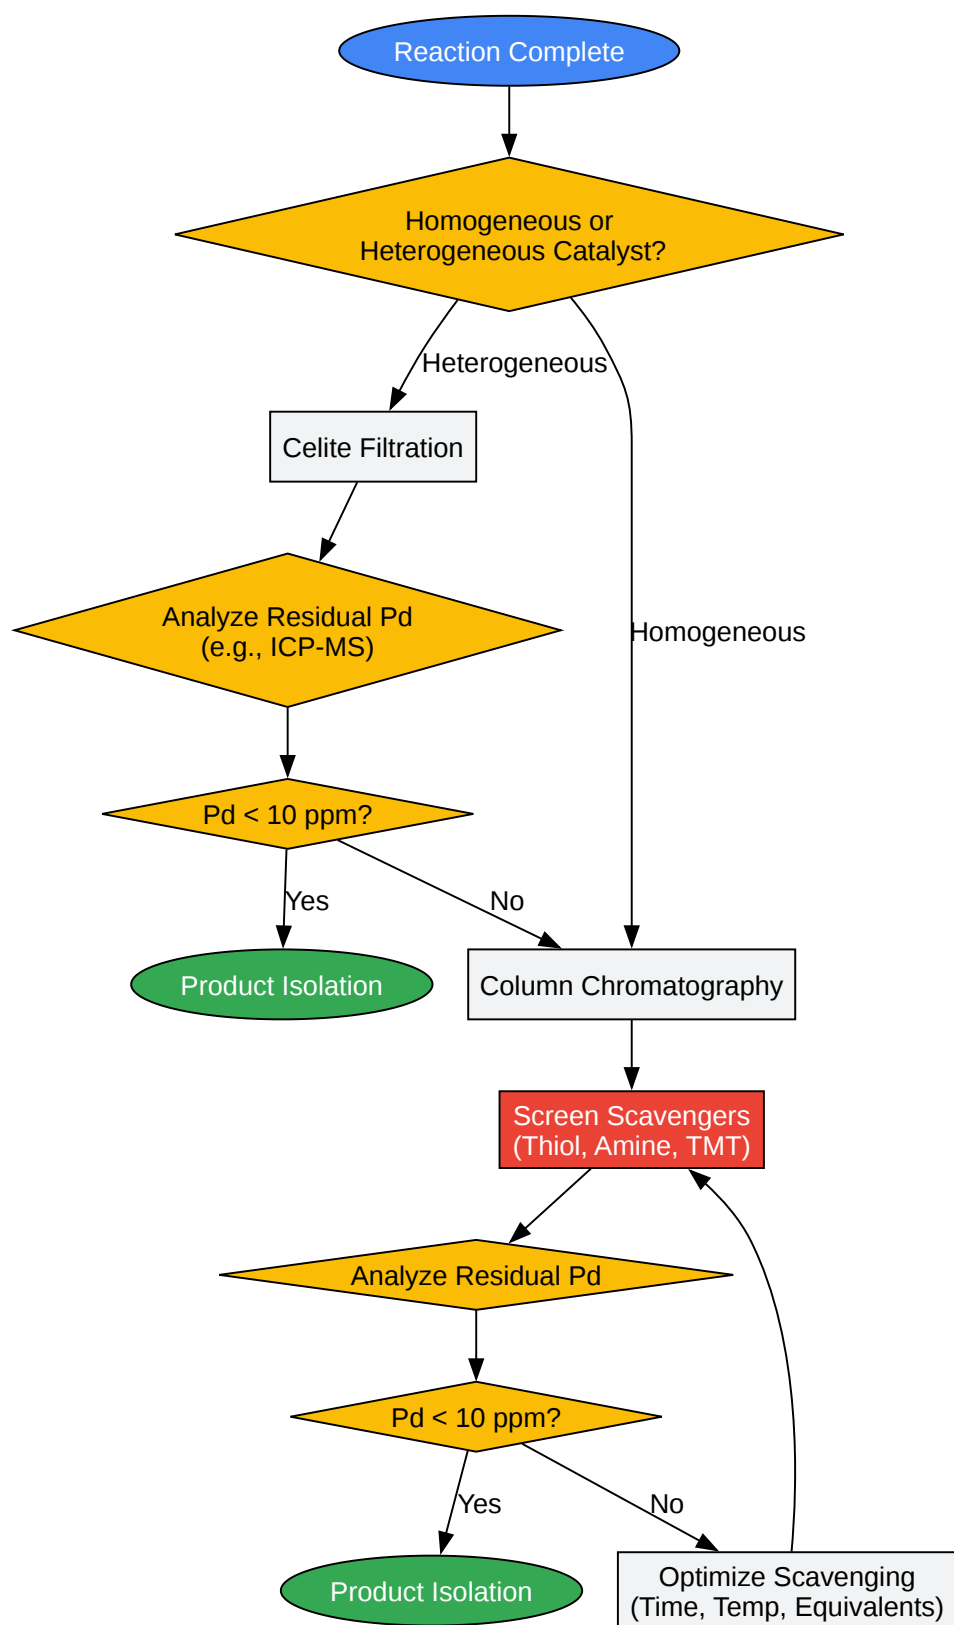 Reaction Complete
Homogeneous or
Heterogeneous Catalyst?
Heterogeneous
Celite Filtration
Analyze Residual Pd
(e.g., ICP-MS)
Homogeneous
Pd < 10 ppm?
Yes
No
Product Isolation
Column Chromatography
Screen Scavengers
(Thiol, Amine, TMT)
Analyze Residual Pd
Pd < 10 ppm?
Yes
No
Product Isolation
Optimize Scavenging
(Time, Temp, Equivalents)